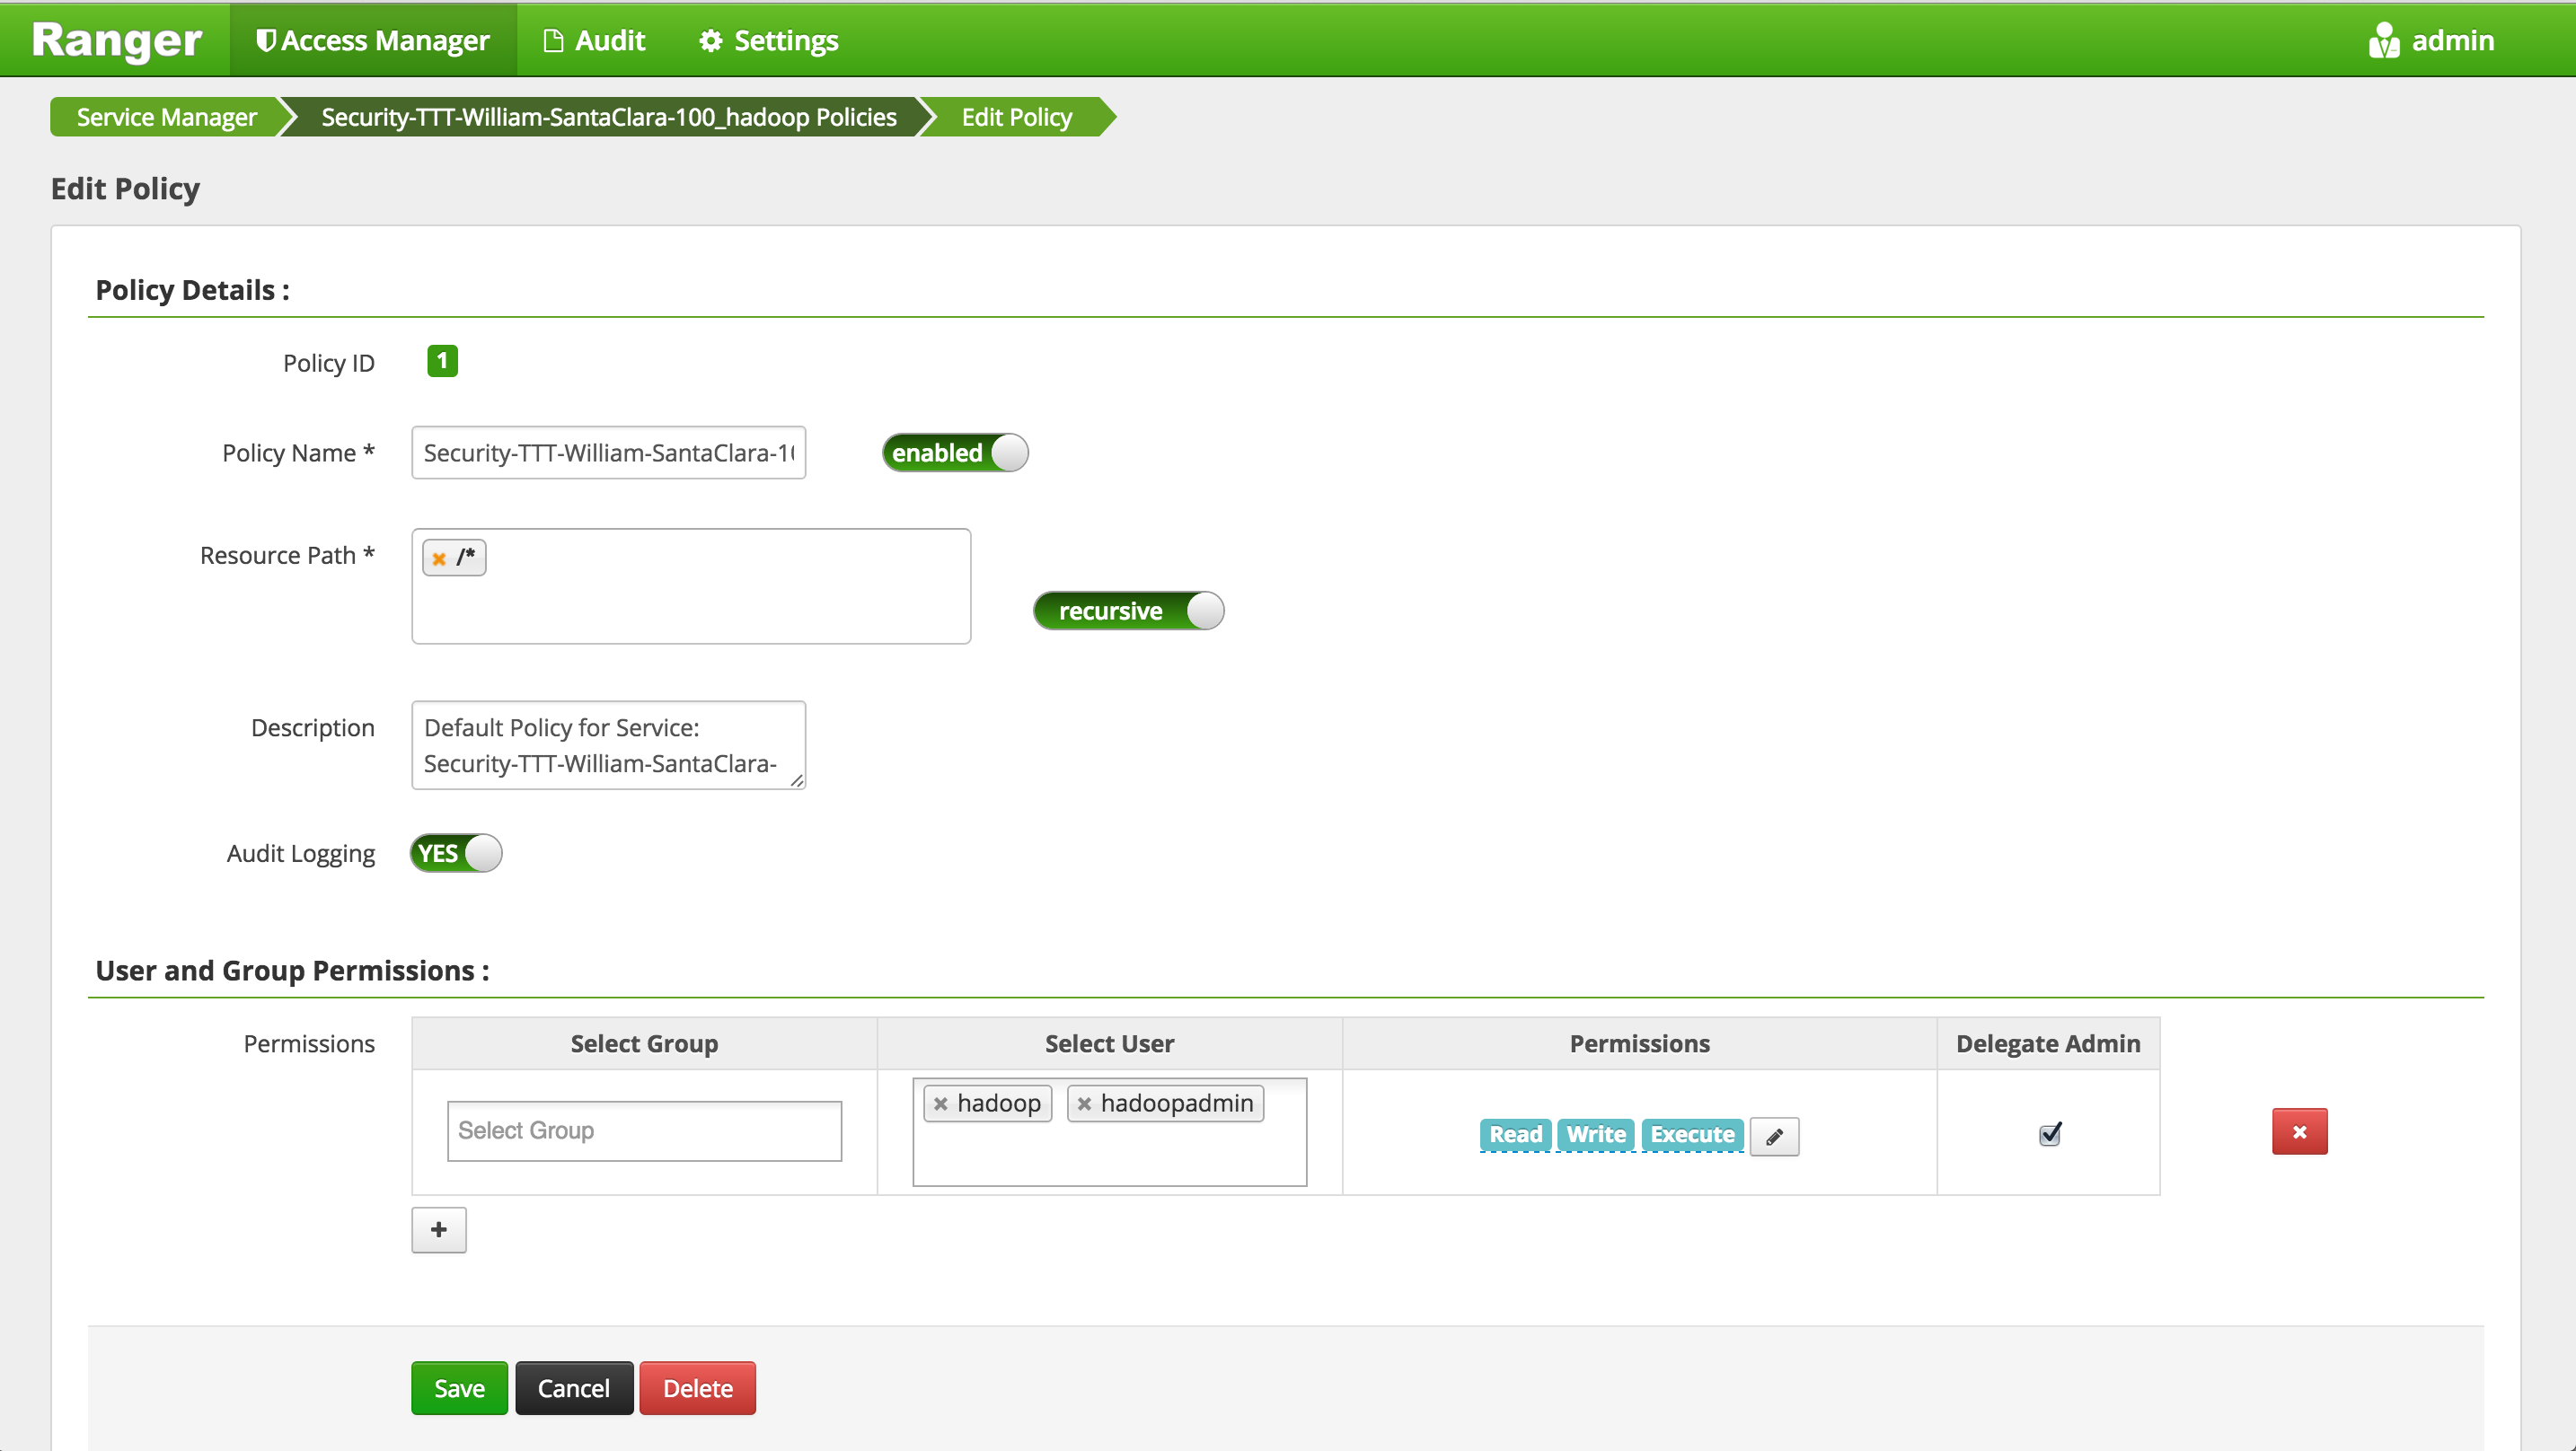 Ranger Access Manager Audit Settings admin
Service Manager Security-TTT-William-SantaClara-100_hadoop Policies Edit Policy
Edit Policy
Policy Details :
Policy ID 1
Policy Name * Security-TTT-William-SantaClara-10 enabled
Resource Path * /*
recursive
Description Default Policy for Service:
Security-TTT-William-SantaClara-
Audit Logging YES
User and Group Permissions :
Permissions Select Group Select User Permissions Delegate Admin
Select Group hadoop hadoopadmin Read Write Execute
+
Save Cancel Delete